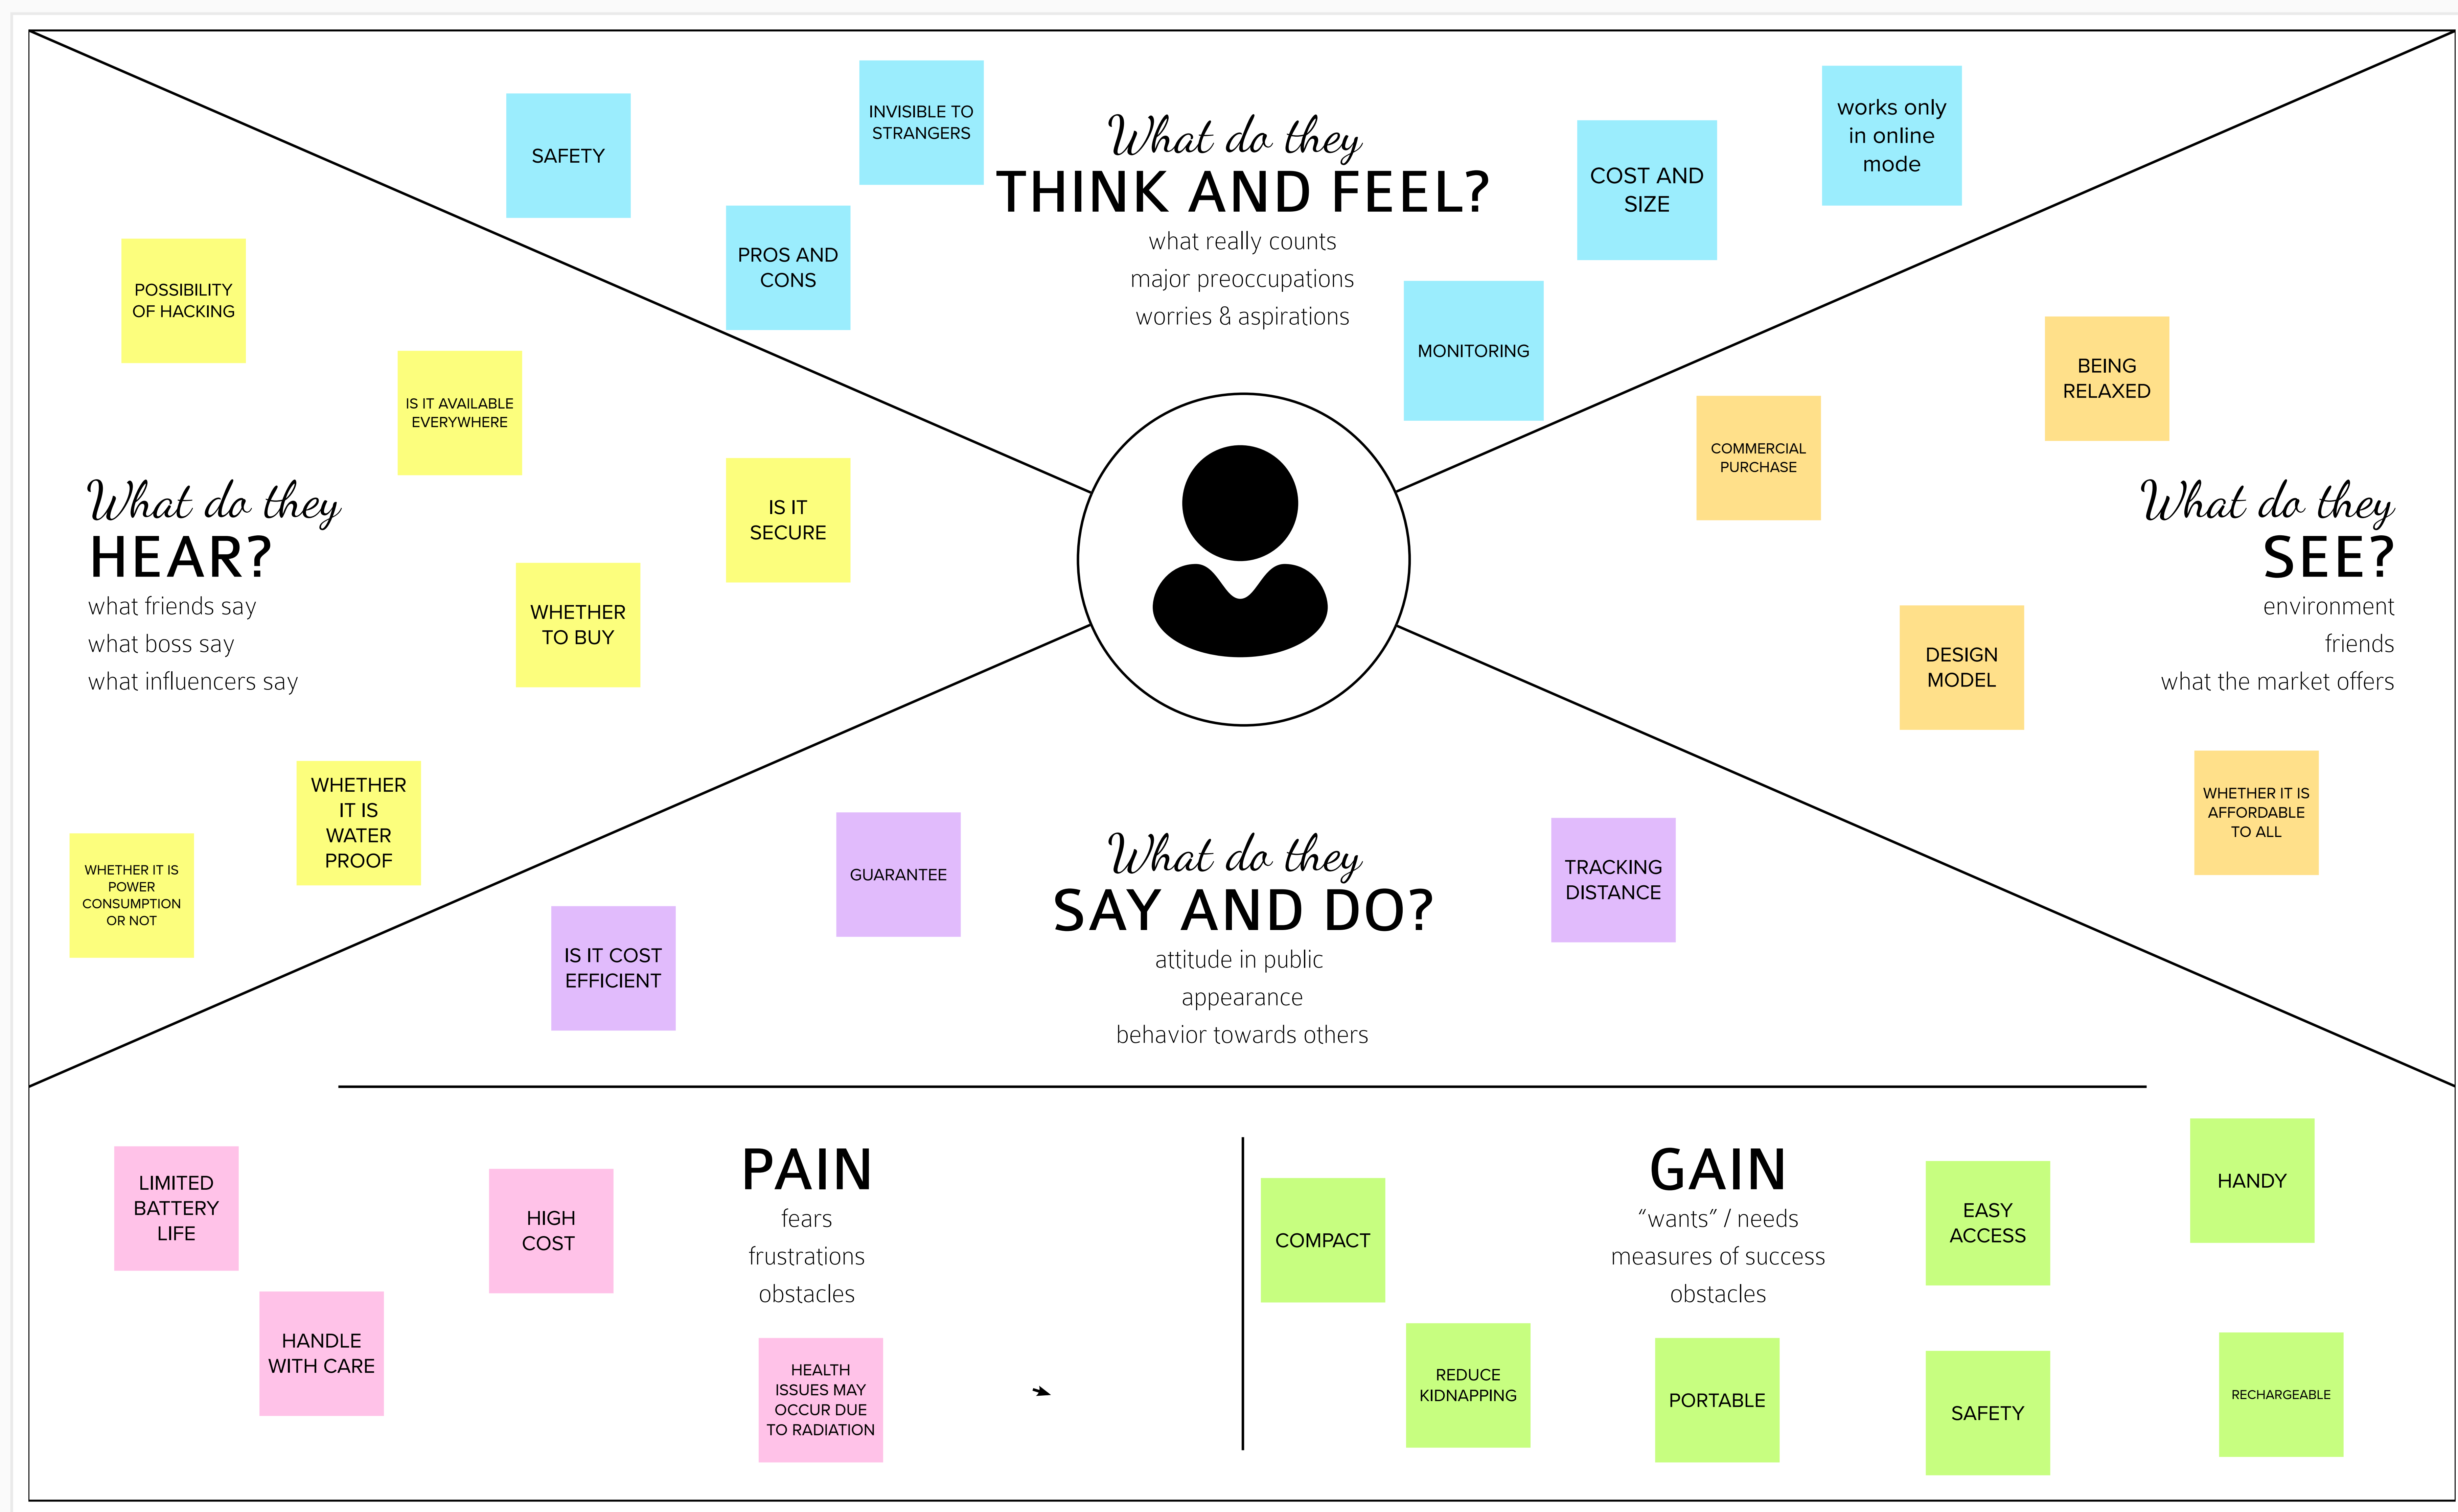 What do they
THINK AND FEEL?
what really counts
major preoccupations
worries & aspirations
SAFETY
INVISIBLE TO
STRANGERS
PROS AND
CONS
COST AND
SIZE
works only
in online
mode
MONITORING
What do they
HEAR?
what friends say
what boss say
what influencers say
POSSIBILITY
OF HACKING
IS IT AVAILABLE
EVERYWHERE
IS IT
SECURE
WHETHER
TO BUY
WHETHER
IT IS
WATER
PROOF
WHETHER IT IS
POWER
CONSUMPTION
OR NOT
What do they
SEE?
environment
friends
what the market offers
BEING
RELAXED
COMMERCIAL
PURCHASE
DESIGN
MODEL
WHETHER IT IS
AFFORDABLE
TO ALL
What do they
SAY AND DO?
attitude in public
appearance
behavior towards others
GUARANTEE
IS IT COST
EFFICIENT
TRACKING
DISTANCE
PAIN
fears
frustrations
obstacles
LIMITED
BATTERY
LIFE
HIGH
COST
HANDLE
WITH CARE
HEALTH
ISSUES MAY
OCCUR DUE
TO RADIATION
GAIN
“wants” / needs
measures of success
obstacles
COMPACT
EASY
ACCESS
HANDY
REDUCE
KIDNAPPING
PORTABLE
SAFETY
RECHARGEABLE